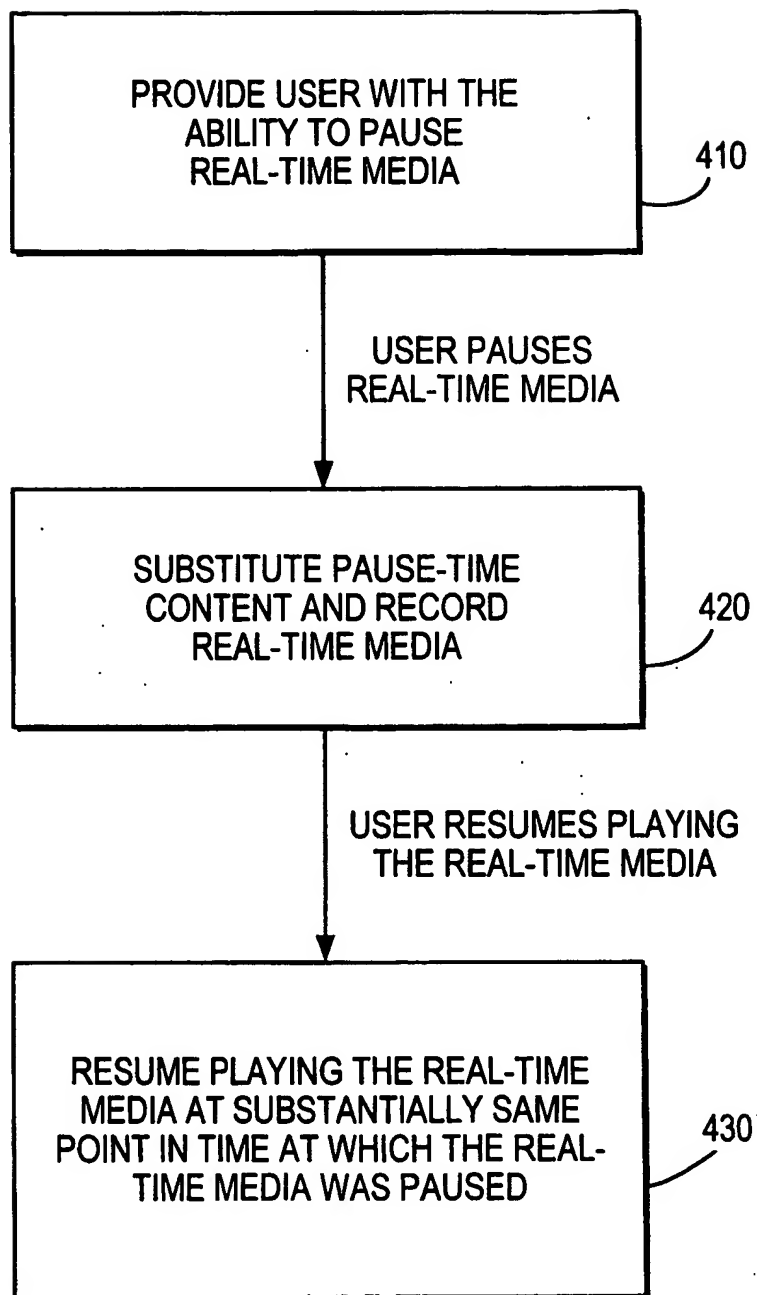 PROVIDE USER WITH THE
ABILITY TO PAUSE
REAL-TIME MEDIA
410
USER PAUSES
REAL-TIME MEDIA
SUBSTITUTE PAUSE-TIME
CONTENT AND RECORD
REAL-TIME MEDIA
420
USER RESUMES PLAYING
THE REAL-TIME MEDIA
RESUME PLAYING THE REAL-TIME
MEDIA AT SUBSTANTIALLY SAME
POINT IN TIME AT WHICH THE REAL-
TIME MEDIA WAS PAUSED
430